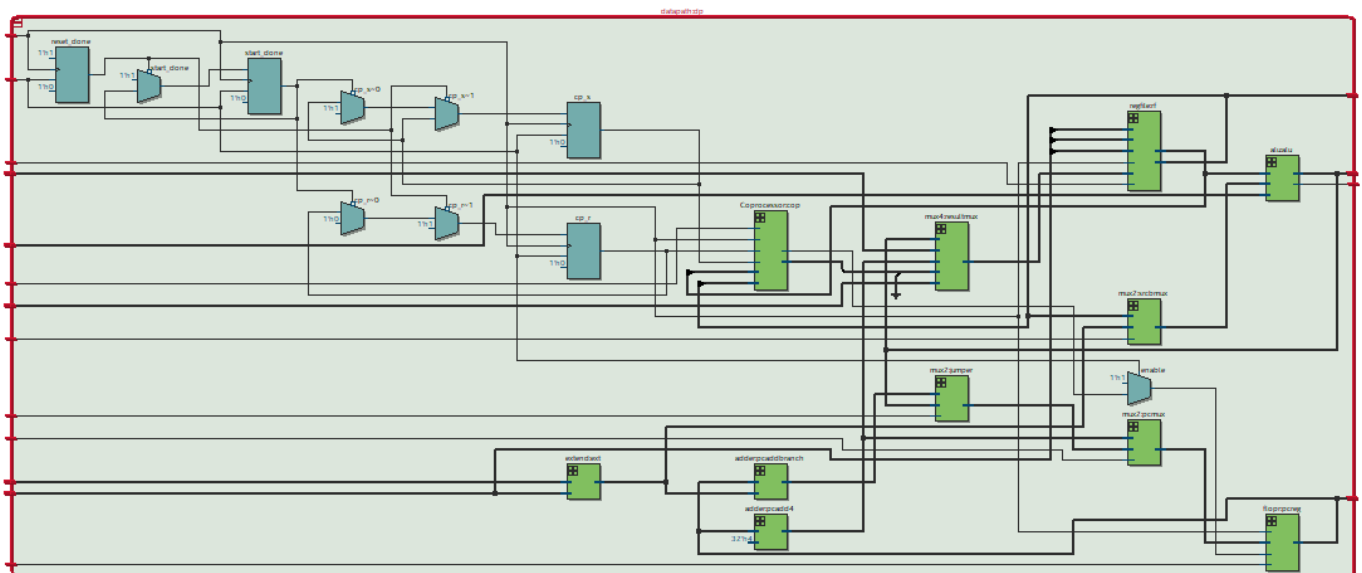 datapath:dp
reset_done
1'h1
1'h0
start_done
1'h1
start_done
1'h0
cp_s~0
1'h1
cp_s~1
cp_s
1'h0
cp_r~0
1'h0
cp_r~1
1'h1
cp_r
1'h0
Coprocessor:cop
mux4:resultmux
regfile:rf
alu:alu
mux2:srcbmux
mux2:jumper
enable
1'h1
mux2:pcmux
extend:ext
adder:pcaddbranch
adder:pcadd4
32'h4
flopr:pcreg